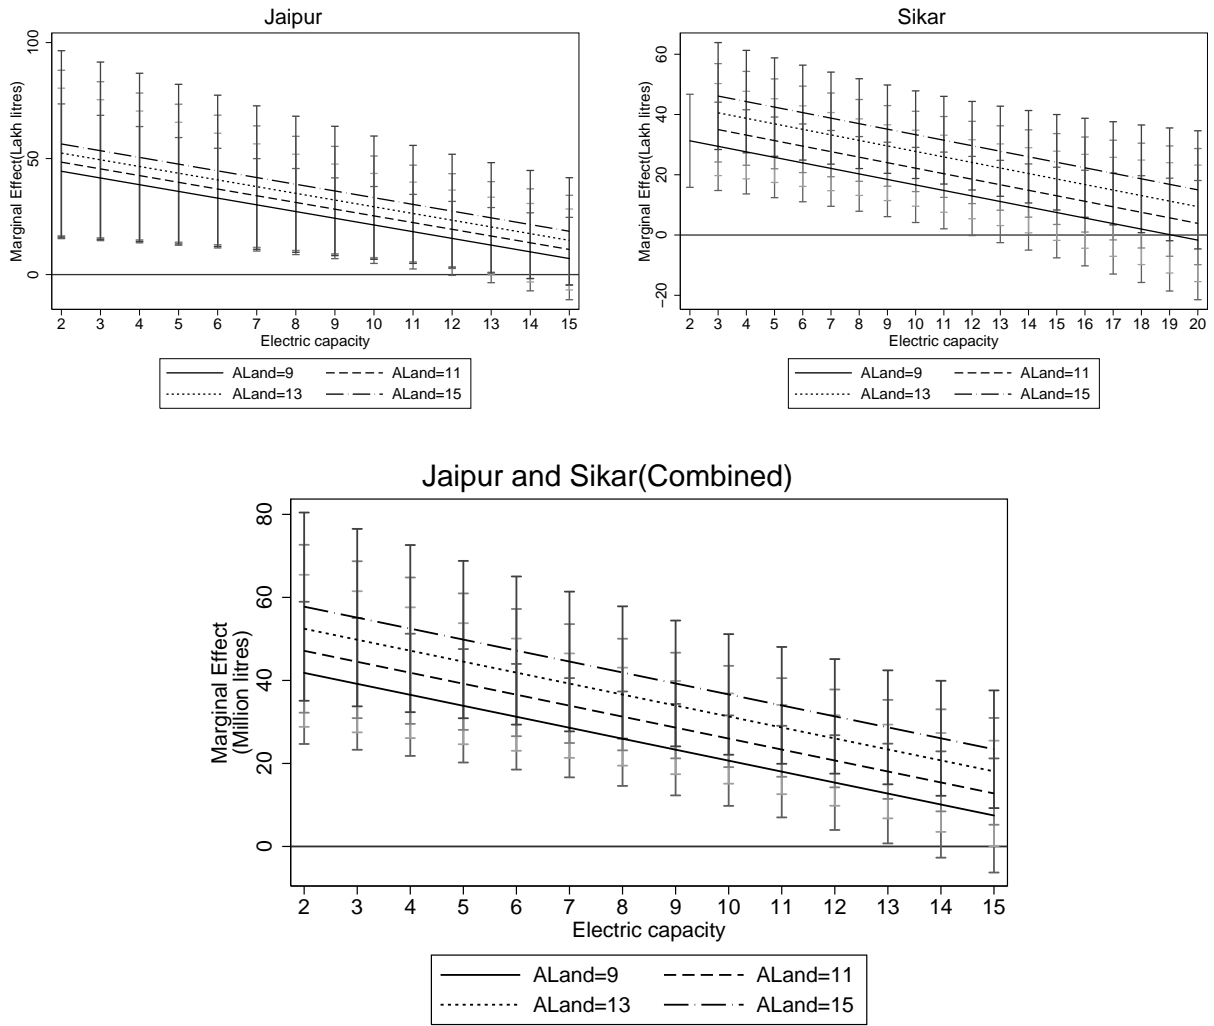 Jaipur
Marginal Effect(Lakh litres)
100
50
0
2 3 4 5 6 7 8 9 10 11 12 13 14 15
Electric capacity
ALand=9 ALand=11
ALand=13 ALand=15
Sikar
Marginal Effect(Lakh litres)
60
40
20
0
−20
2 3 4 5 6 7 8 9 10 11 12 13 14 15 16 17 18 19 20
Electric capacity
ALand=9 ALand=11
ALand=13 ALand=15
Jaipur and Sikar(Combined)
Marginal Effect
(Million litres)
80
60
40
20
0
2 3 4 5 6 7 8 9 10 11 12 13 14 15
Electric capacity
ALand=9 ALand=11
ALand=13 ALand=15